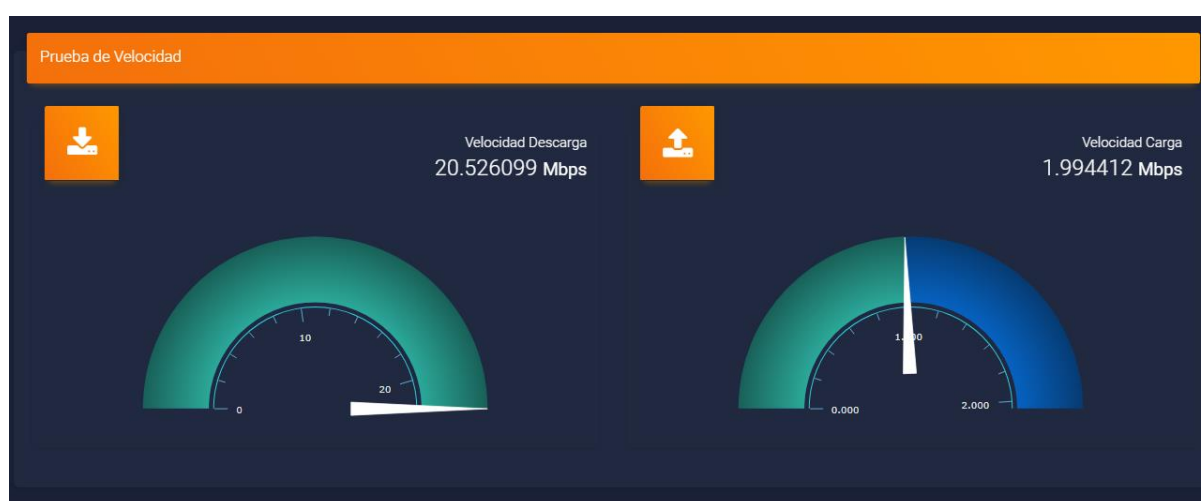 Prueba de Velocidad
Velocidad Descarga
20.526099 Mbps
10
20
0
Velocidad Carga
1.994412 Mbps
0.000
2.000